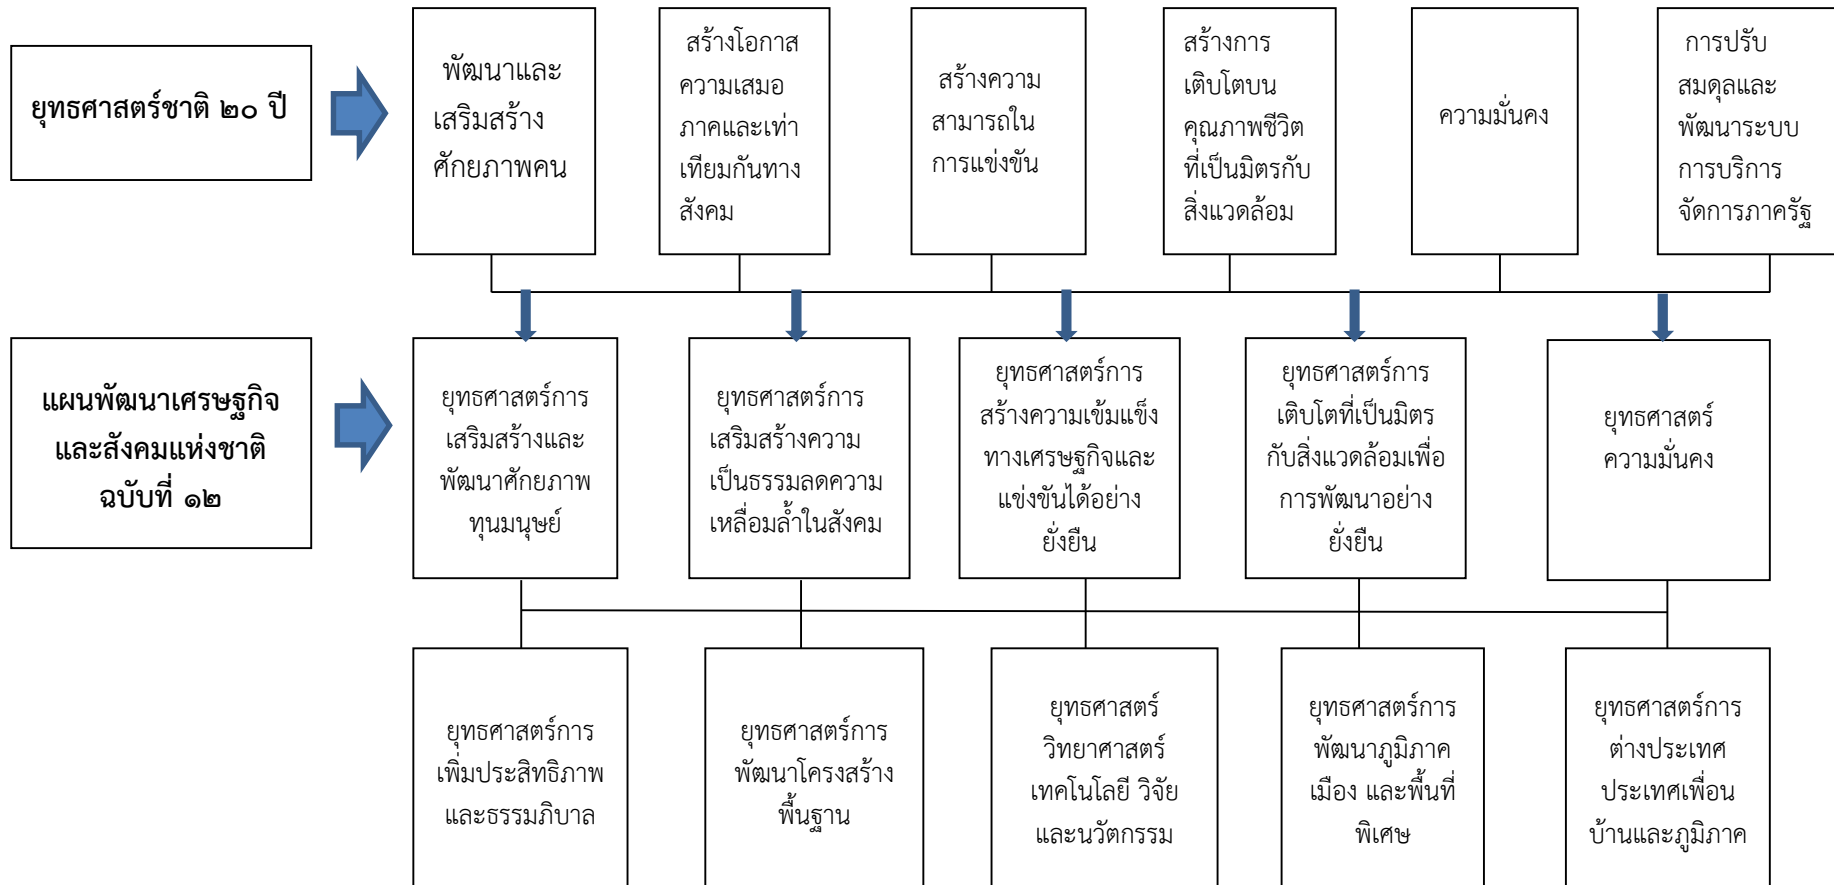 ยุทธศาสตร์ชาติ ๒๐ ปี
พัฒนาและ
เสริมสร้าง
ศักยภาพคน
สร้างโอกาส
ความเสมอ
ภาคและเท่า
เทียมกันทาง
สังคม
สร้างความ
สามารถใน
การแข่งขัน
สร้างการ
เติบโตบน
คุณภาพชีวิต
ที่เป็นมิตรกับ
สิ่งแวดล้อม
ความมั่นคง
การปรับ
สมดุลและ
พัฒนาระบบ
การบริการ
จัดการภาครัฐ
แผนพัฒนาเศรษฐกิจ
และสังคมแห่งชาติ
ฉบับที่ ๑๒
ยุทธศาสตร์การ
เสริมสร้างและ
พัฒนาศักยภาพ
ทุนมนุษย์
ยุทธศาสตร์การ
เสริมสร้างความ
เป็นธรรมลดความ
เหลื่อมล้ำในสังคม
ยุทธศาสตร์การ
สร้างความเข้มแข็ง
ทางเศรษฐกิจและ
แข่งขันได้อย่าง
ยั่งยืน
ยุทธศาสตร์การ
เติบโตที่เป็นมิตร
กับสิ่งแวดล้อมเพื่อ
การพัฒนาอย่าง
ยั่งยืน
ยุทธศาสตร์
ความมั่นคง
ยุทธศาสตร์การ
เพิ่มประสิทธิภาพ
และธรรมภิบาล
ยุทธศาสตร์การ
พัฒนาโครงสร้าง
พื้นฐาน
ยุทธศาสตร์
วิทยาศาสตร์
เทคโนโลยี วิจัย
และนวัตกรรม
ยุทธศาสตร์การ
พัฒนาภูมิภาค
เมือง และพื้นที่
พิเศษ
ยุทธศาสตร์การ
ต่างประเทศ
ประเทศเพื่อน
บ้านและภูมิภาค